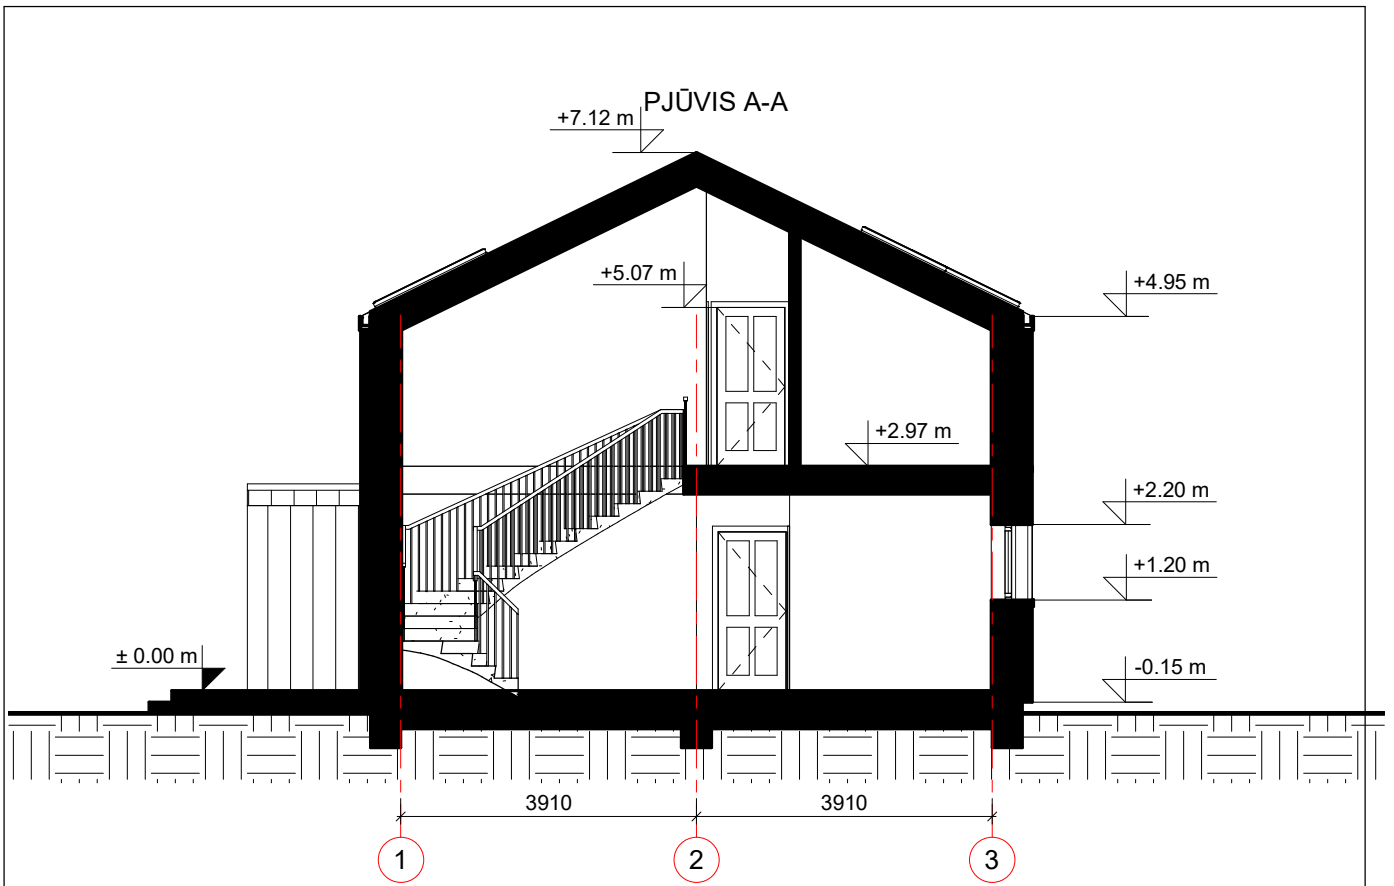 PJŪVIS A-A
+7.12 m
+5.07 m
+4.95 m
+2.97 m
+2.20 m
+1.20 m
± 0.00 m
-0.15 m
3910
3910
1
2
3